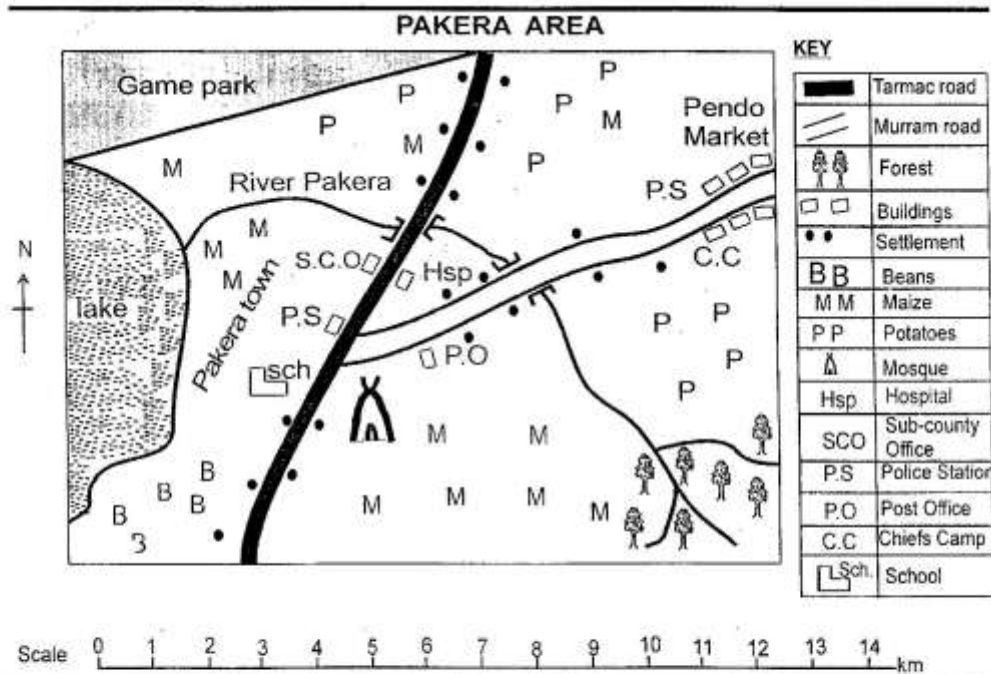 PAKERA AREA
Game park
P
P
P
P
M
M
M
Pendo
Market
River Pakera
P.S
M
M
M
S.C.O
Hsp
C.C
lake
Pakera town
P.S
P.O
P
P
P
P
sch
M
M
M
M
M
M
B
B
B
B
B
N
KEY
Tarmac road
Murram road
Forest
Buildings
Settlement
B B Beans
M M Maize
P P Potatoes
Mosque
Hsp Hospital
SCO Sub-county
Office
P.S Police Station
P.O Post Office
C.C Chiefs Camp
Sch. School
Scale 0 1 2 3 4 5 6 7 8 9 10 11 12 13 14
km